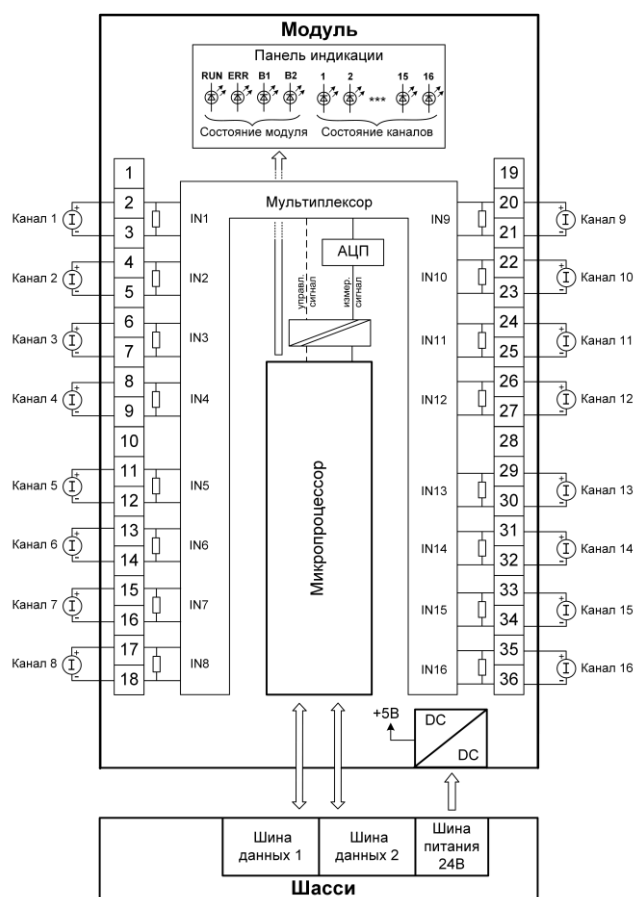 Модуль
Панель индикации
RUN ERR B1 B2 1 2 *** 15 16
Состояние модуля Состояние каналов
Мультиплексор
АЦП
управл. сигнал
измер. сигнал
Микропроцессор
1
Канал 1 + - 2 3 IN1
Канал 2 + - 4 5 IN2
Канал 3 + - 6 7 IN3
Канал 4 + - 8 9 IN4
10
Канал 5 + - 11 12 IN5
Канал 6 + - 13 14 IN6
Канал 7 + - 15 16 IN7
Канал 8 + - 17 18 IN8
19
IN9 20 21 + - Канал 9
IN10 22 23 + - Канал 10
IN11 24 25 + - Канал 11
IN12 26 27 + - Канал 12
28
IN13 29 30 + - Канал 13
IN14 31 32 + - Канал 14
IN15 33 34 + - Канал 15
IN16 35 36 + - Канал 16
+5В
DC
DC
Шина данных 1
Шина данных 2
Шина питания 24В
Шасси